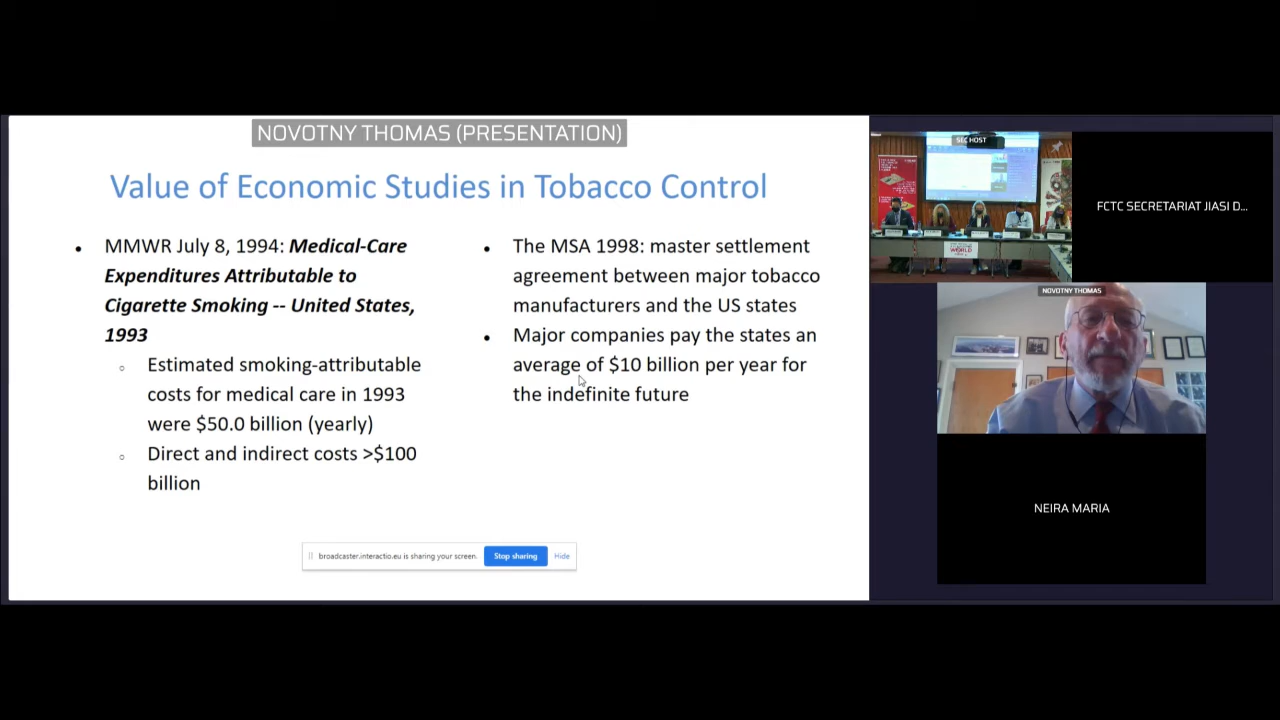 NOVOTNY THOMAS (PRESENTATION)
Value of Economic Studies in Tobacco Control
• MMWR July 8, 1994: Medical-Care
Expenditures Attributable to
Cigarette Smoking -- United States,
1993
○ Estimated smoking-attributable
costs for medical care in 1993
were $50.0 billion (yearly)
○ Direct and indirect costs >$100
billion
• The MSA 1998: master settlement
agreement between major tobacco
manufacturers and the US states
• Major companies pay the states an
average of $10 billion per year for
the indefinite future
broadcaster.interactio.eu is sharing your screen.
Stop sharing
Hide
SEC HOST
WORLD
FCTC SECRETARIAT JIASI D...
NOVOTNY THOMAS
NEIRA MARIA